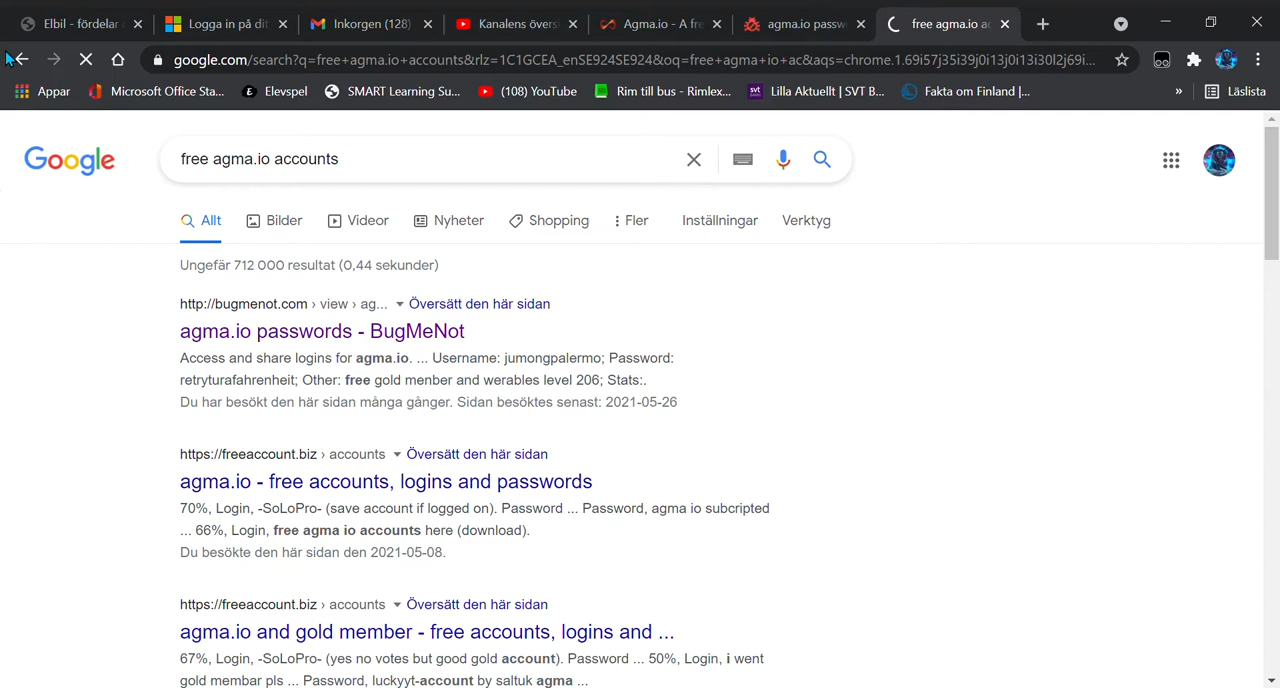 Elbil - fördelar
Logga in på dit
Inkorgen (128)
Kanalens övers
Agma.io - A fre
agma.io passw
free agma.io ac
google.com/search?q=free+agma.io+accounts&rlz=1C1GCEA_enSE924SE924&oq=free+agma+io+ac&aqs=chrome.1.69i57j35i39j0i13j0i13i30l2j69i...
Appar
Microsoft Office Sta...
Elevspel
SMART Learning Su...
(108) YouTube
Rim till bus - Rimlex...
Lilla Aktuellt | SVT B...
Fakta om Finland |...
»
Läslista
Google
free agma.io accounts
Allt
Bilder
Videor
Nyheter
Shopping
Fler
Inställningar
Verktyg
Ungefär 712 000 resultat (0,44 sekunder)
http://bugmenot.com › view › ag... Översätt den här sidan
agma.io passwords - BugMeNot
Access and share logins for agma.io. ... Username: jumongpalermo; Password:
retryturafahrenheit; Other: free gold menber and werables level 206; Stats:.
Du har besökt den här sidan många gånger. Sidan besöktes senast: 2021-05-26
https://freeaccount.biz › accounts Översätt den här sidan
agma.io - free accounts, logins and passwords
70%, Login, -SoLoPro- (save account if logged on). Password ... Password, agma io subcripted
... 66%, Login, free agma io accounts here (download).
Du besökte den här sidan den 2021-05-08.
https://freeaccount.biz › accounts Översätt den här sidan
agma.io and gold member - free accounts, logins and ...
67%, Login, -SoLoPro- (yes no votes but good gold account). Password ... 50%, Login, i went
gold membar pls ... Password, luckyyt-account by saltuk agma ...